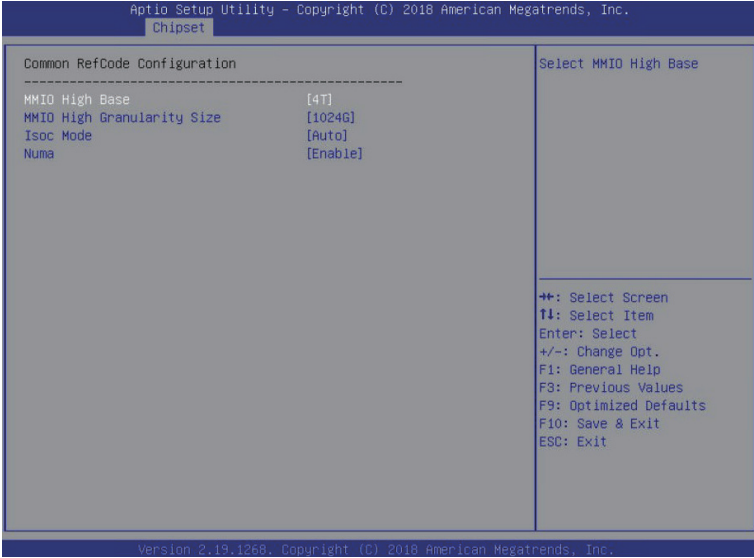 Aptio Setup Utility – Copyright (C) 2018 American Megatrends, Inc.
Chipset
Common RefCode Configuration
------------------------------------------------
MMIO High Base [4T]
MMIO High Granularity Size [1024G]
Isoc Mode [Auto]
Numa [Enable]
Select MMIO High Base
→←: Select Screen
↑↓: Select Item
Enter: Select
+/-: Change Opt.
F1: General Help
F3: Previous Values
F9: Optimized Defaults
F10: Save & Exit
ESC: Exit
Version 2.19.1268. Copyright (C) 2018 American Megatrends, Inc.